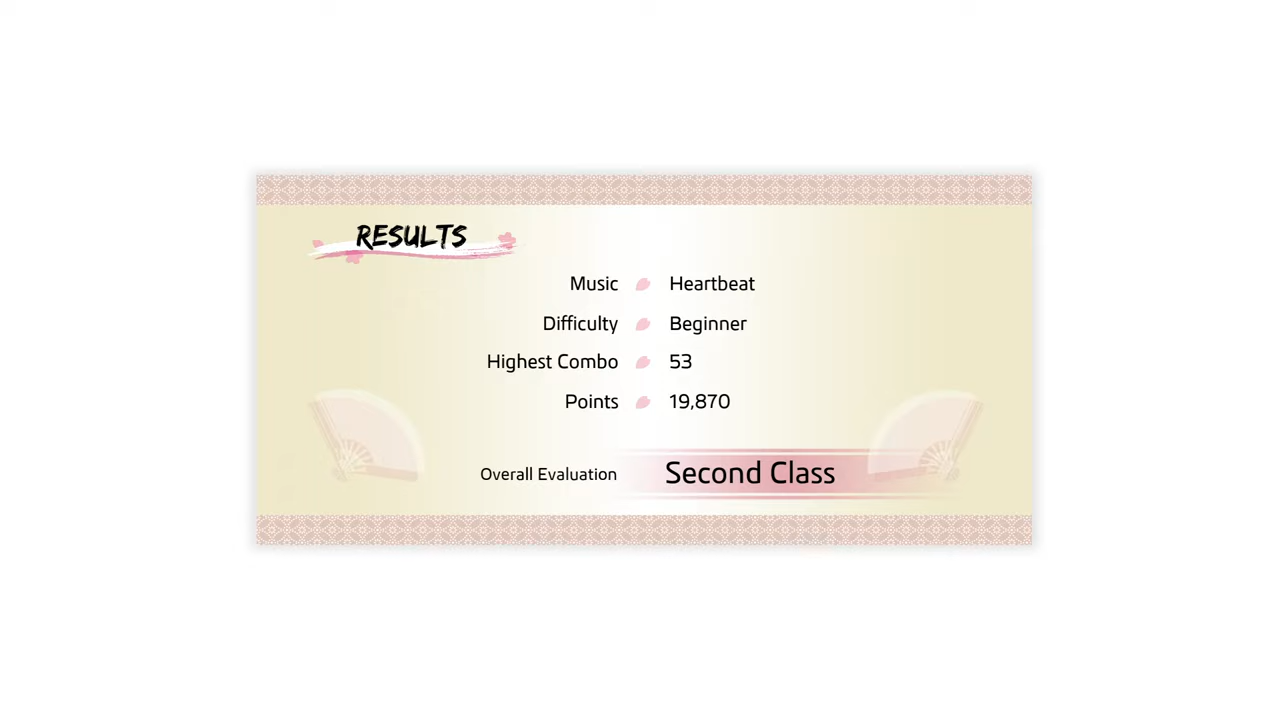 RESULTS
Music Heartbeat
Difficulty Beginner
Highest Combo 53
Points 19,870
Overall Evaluation Second Class